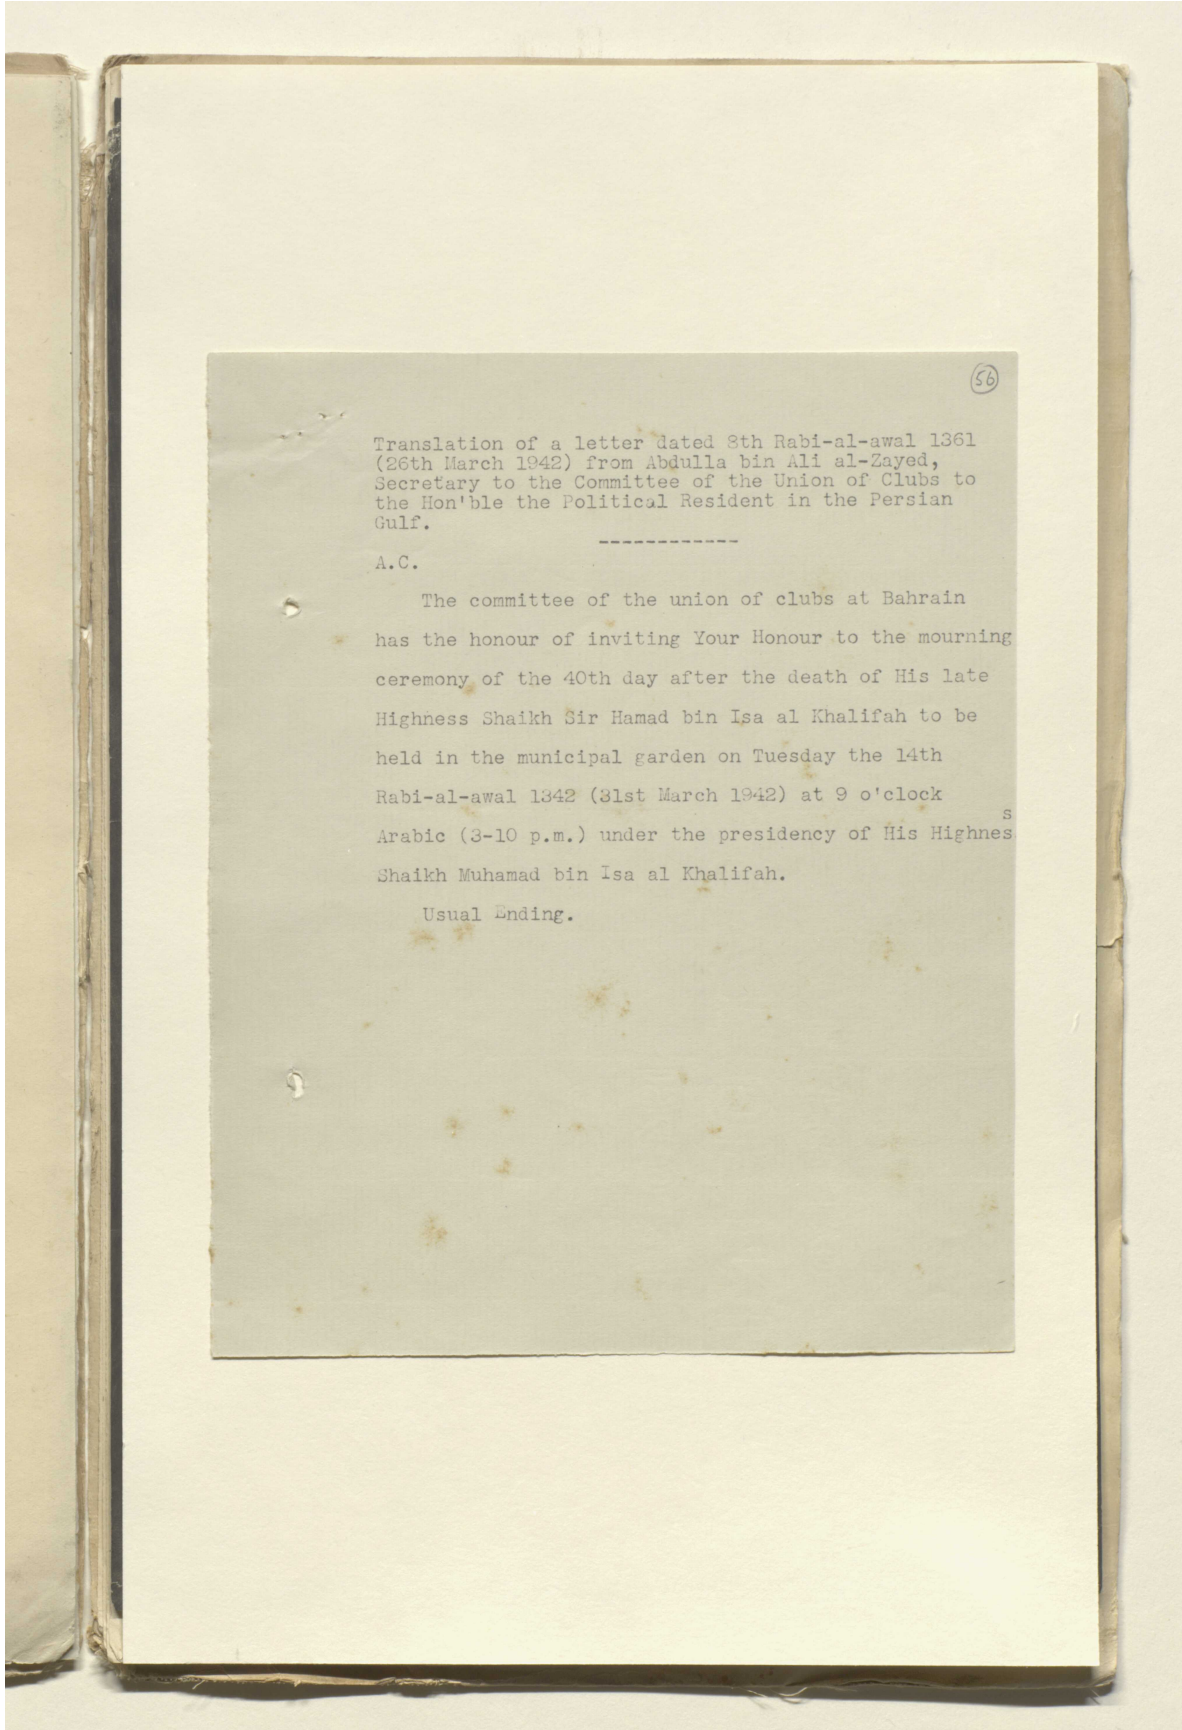 56
Translation of a letter dated 8th Rabi-al-awal 1361
(26th March 1942) from Abdulla bin Ali al-Zayed,
Secretary to the Committee of the Union of Clubs to
the Hon'ble the Political Resident in the Persian
Gulf.
------------
A.C.
The committee of the union of clubs at Bahrain
has the honour of inviting Your Honour to the mourning
ceremony of the 40th day after the death of His late
Highness Shaikh Sir Hamad bin Isa al Khalifah to be
held in the municipal garden on Tuesday the 14th
Rabi-al-awal 1342 (31st March 1942) at 9 o'clock
Arabic (3-10 p.m.) under the presidency of His Highness
Shaikh Muhamad bin Isa al Khalifah.
Usual Ending.